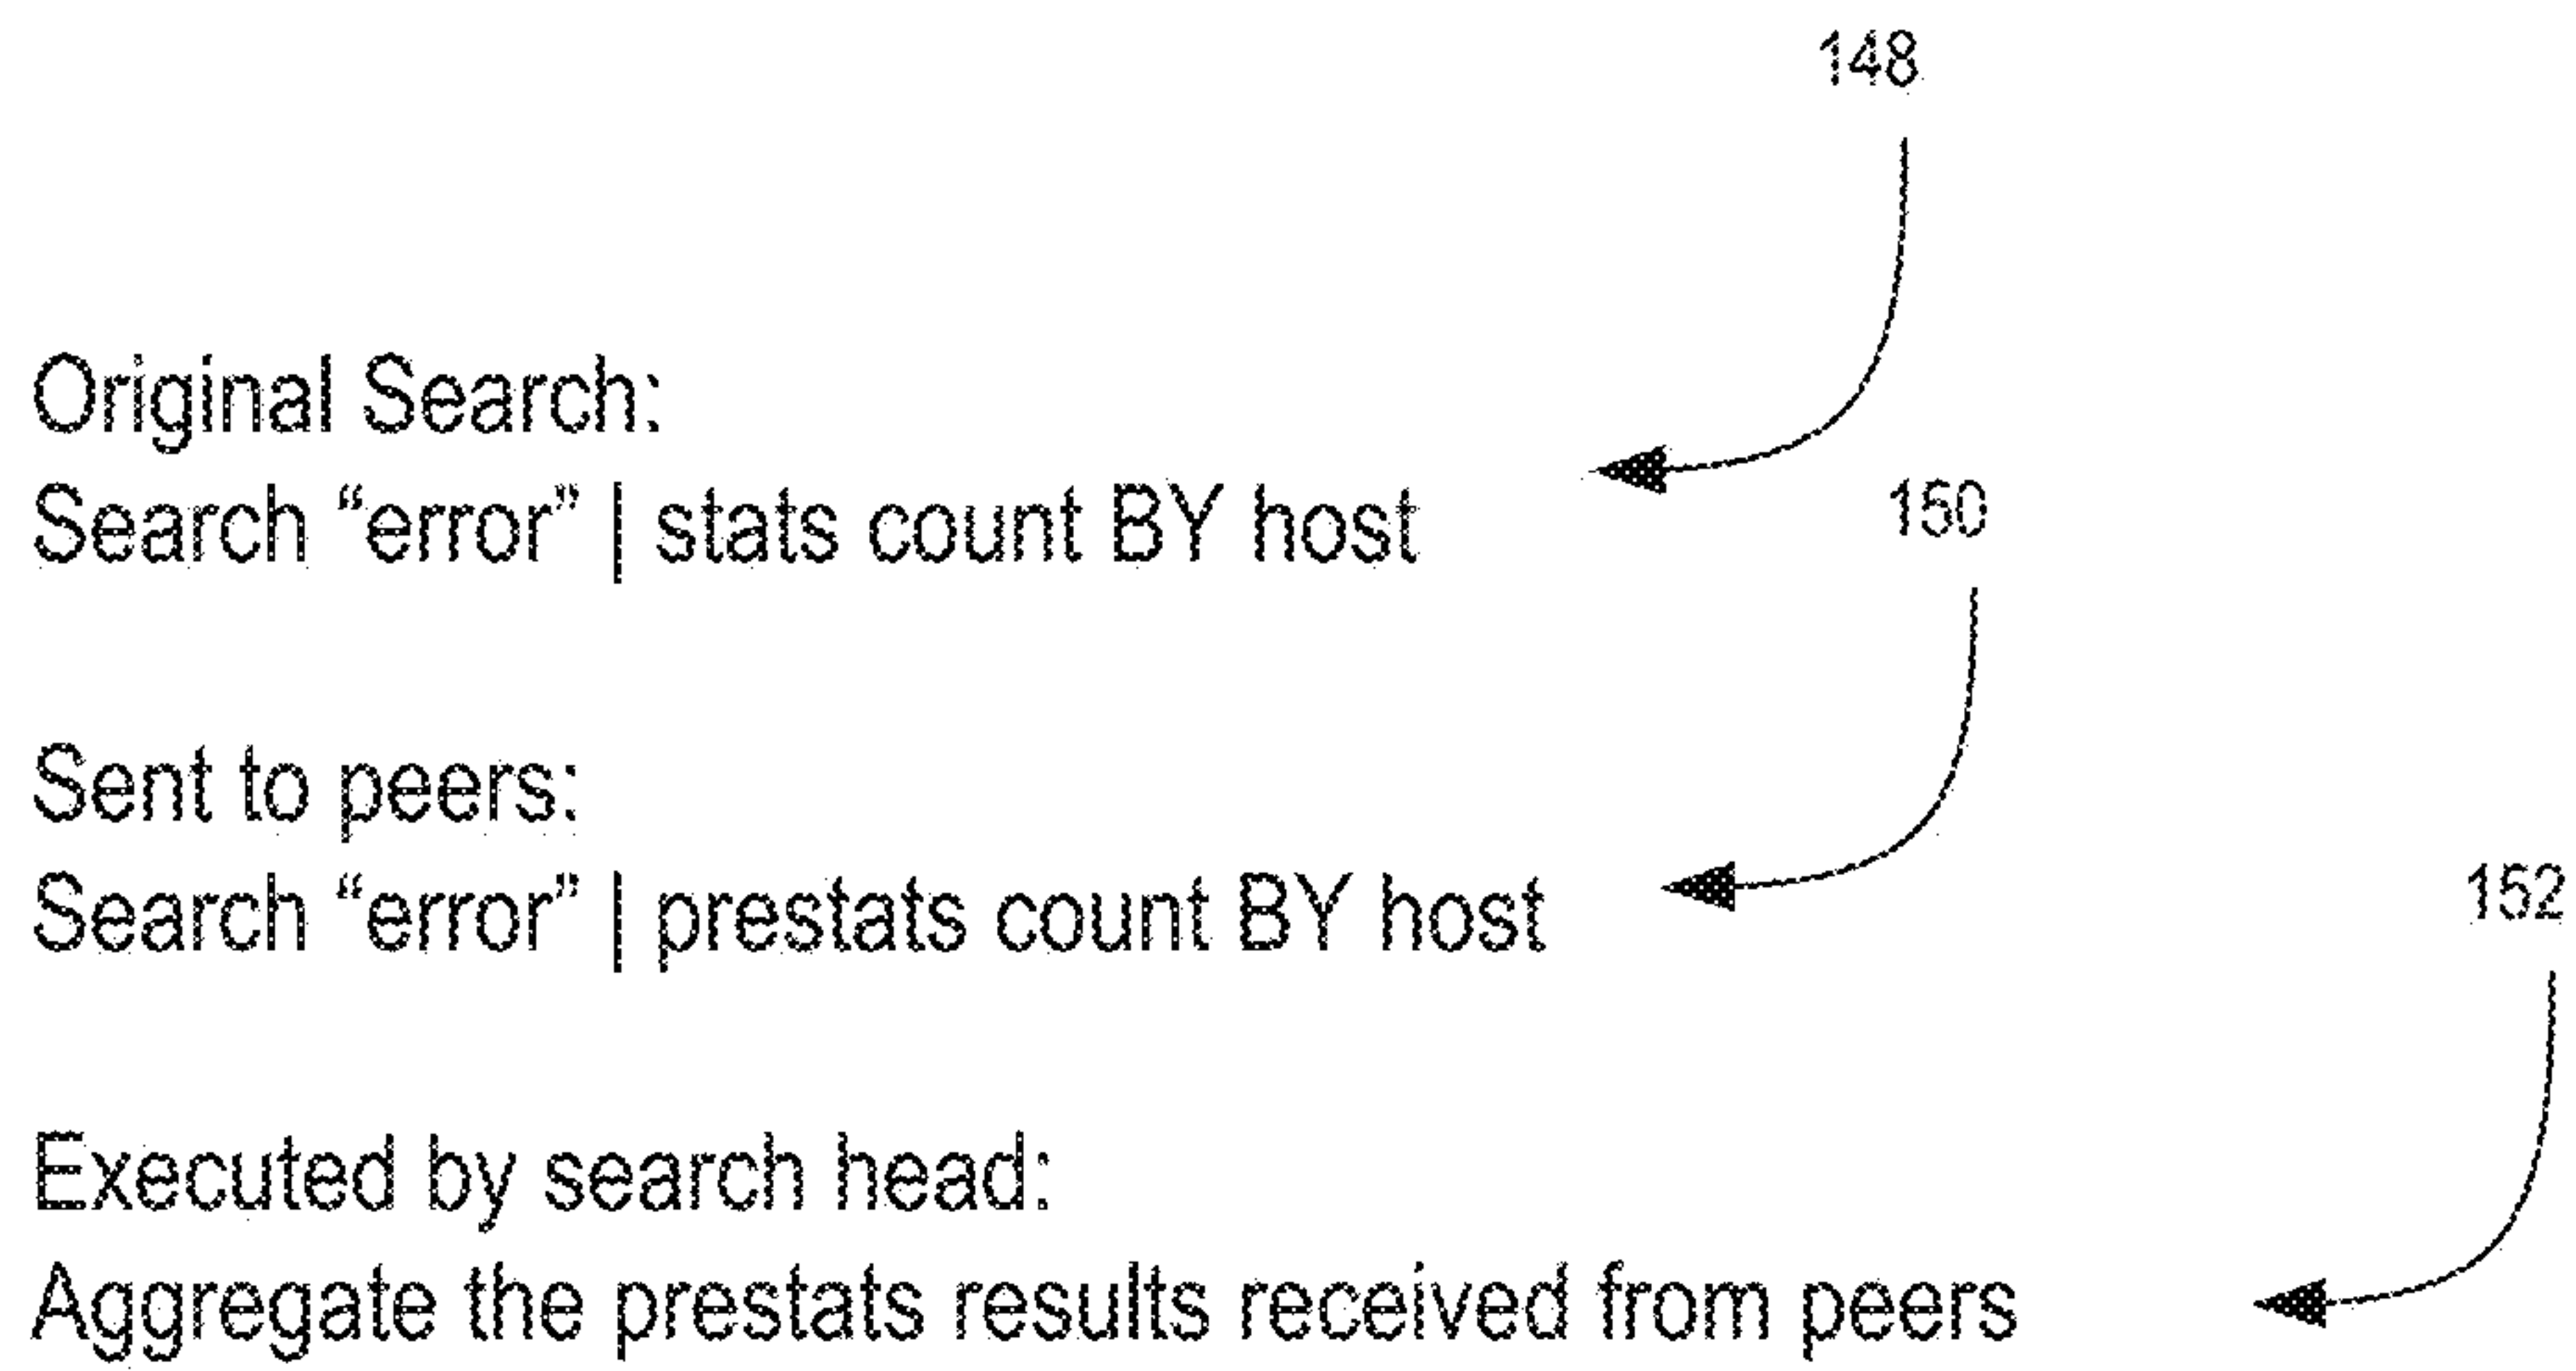 148
Original Search:
Search “error” | stats count BY host
150
Sent to peers:
Search “error” | prestats count BY host
152
Executed by search head:
Aggregate the prestats results received from peers